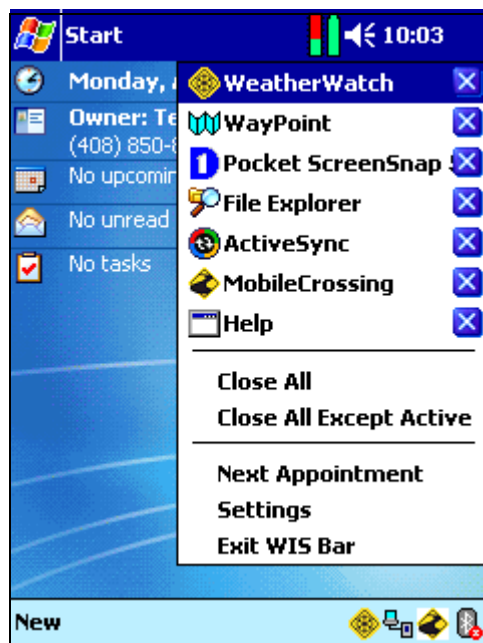 Start 10:03
Monday,
WeatherWatch
Owner:
(408) 850-
WayPoint
No upcomin
Pocket ScreenSnap
No unread
File Explorer
ActiveSync
No tasks
MobileCrossing
Help
Close All
Close All Except Active
Next Appointment
Settings
Exit WIS Bar
New